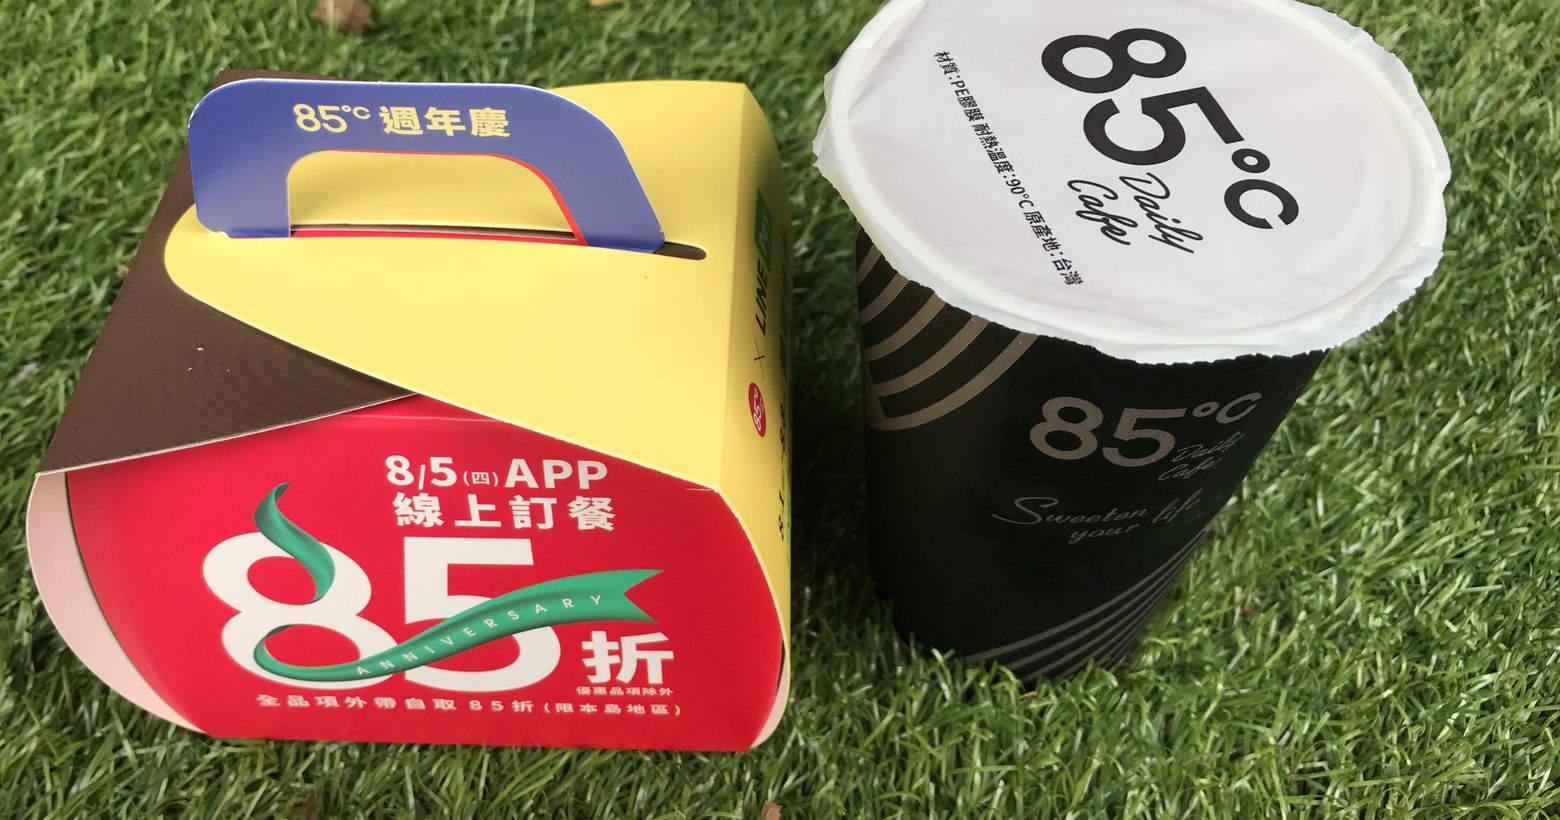 85°C 週年慶
× LINE
85°C
8/5(四) APP
線上訂餐
85折
ANNIVERSARY
優惠品項除外
全品項外帶自取85折(限本島地區)
85°C
Daily
Cafe
材質:PE膠膜 耐熱溫度:90°C 原產地:台灣
85°C
Daily
Cafe
Sweeten
your life